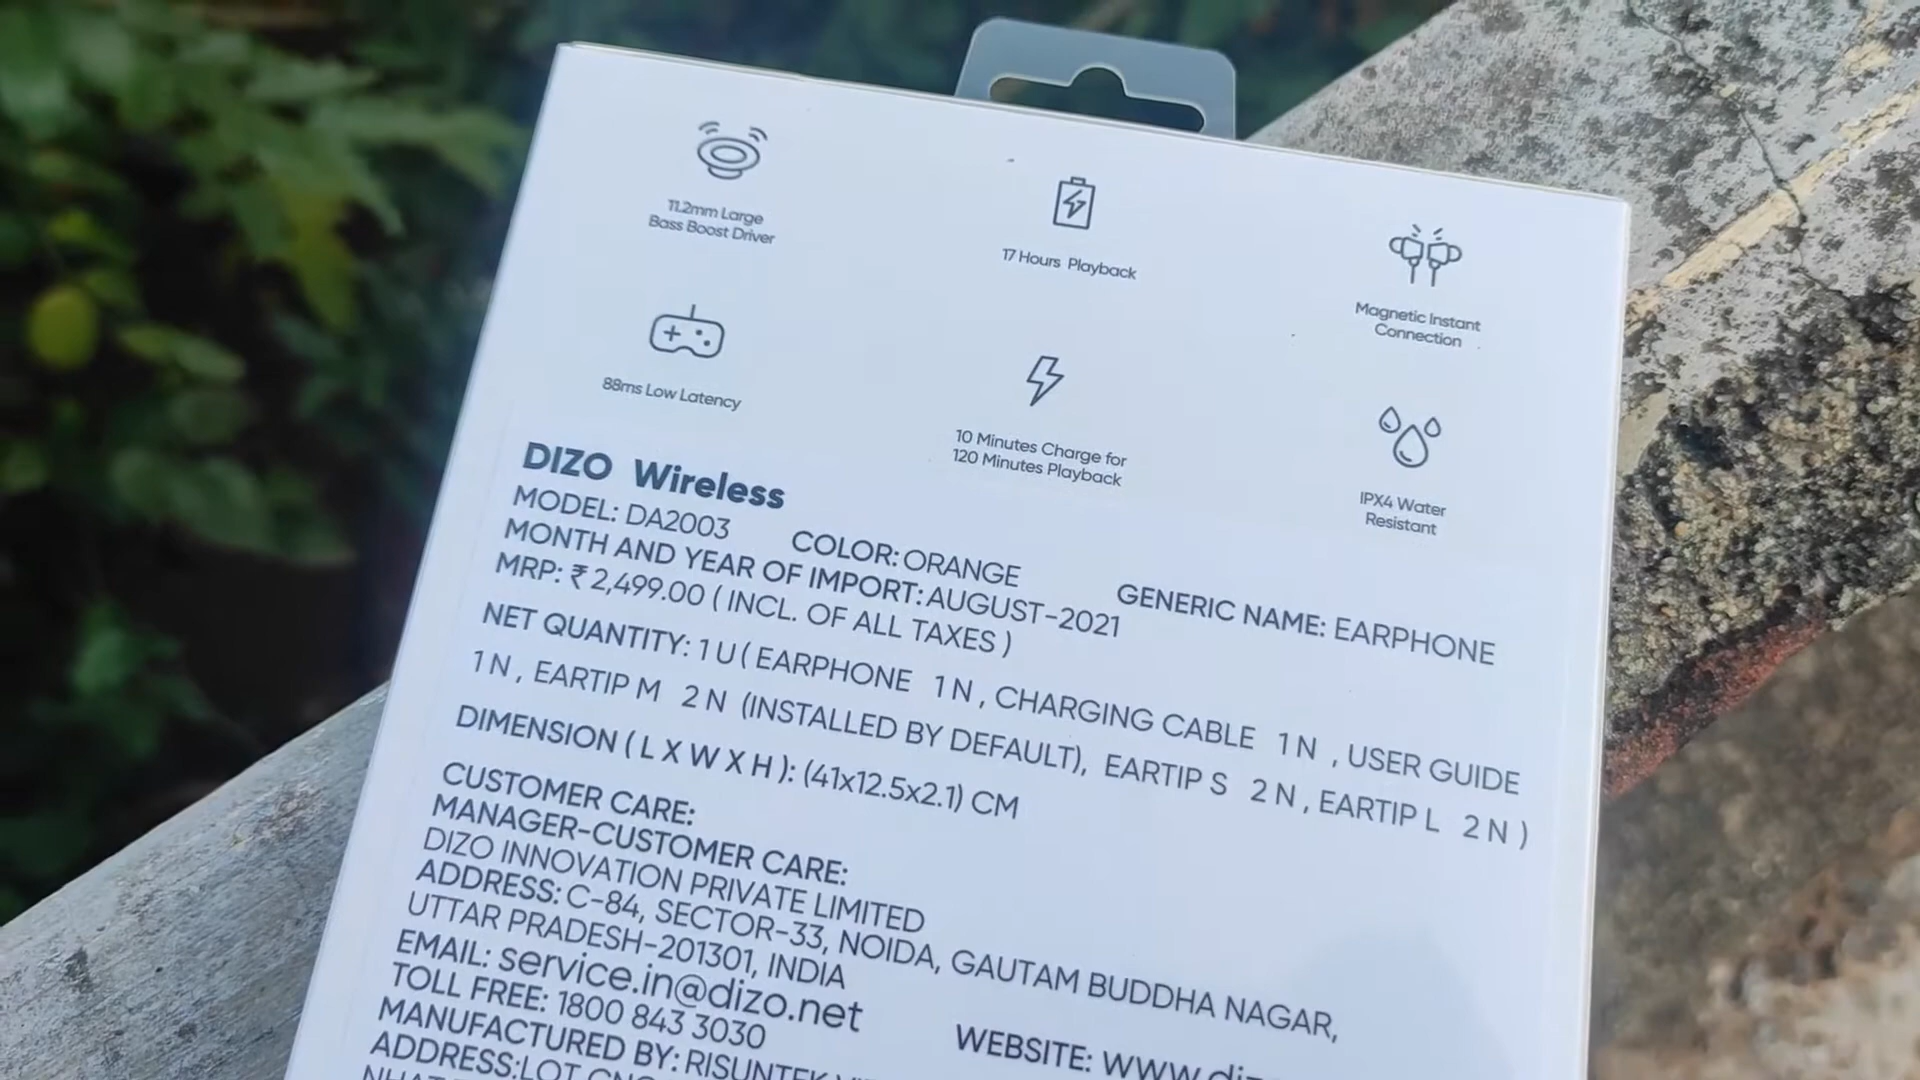 11.2mm Large
Bass Boost Driver
17 Hours Playback
Magnetic Instant
Connection
88ms Low Latency
10 Minutes Charge for
120 Minutes Playback
IPX4 Water
Resistant
DIZO Wireless
MODEL: DA2003 COLOR: ORANGE GENERIC NAME: EARPHONE
MONTH AND YEAR OF IMPORT: AUGUST-2021
MRP: ₹ 2,499.00 ( INCL. OF ALL TAXES )
NET QUANTITY: 1 U ( EARPHONE 1 N , CHARGING CABLE 1 N , USER GUIDE
1 N , EARTIP M 2 N (INSTALLED BY DEFAULT), EARTIP S 2 N , EARTIP L 2 N )
DIMENSION ( L X W X H ): (41x12.5x2.1) CM
CUSTOMER CARE:
MANAGER-CUSTOMER CARE:
DIZO INNOVATION PRIVATE LIMITED
ADDRESS: C-84, SECTOR-33, NOIDA, GAUTAM BUDDHA NAGAR,
UTTAR PRADESH-201301, INDIA
EMAIL: service.in@dizo.net
TOLL FREE: 1800 843 3030 WEBSITE:
MANUFACTURED BY: RISUNTEK
ADDRESS:LOT